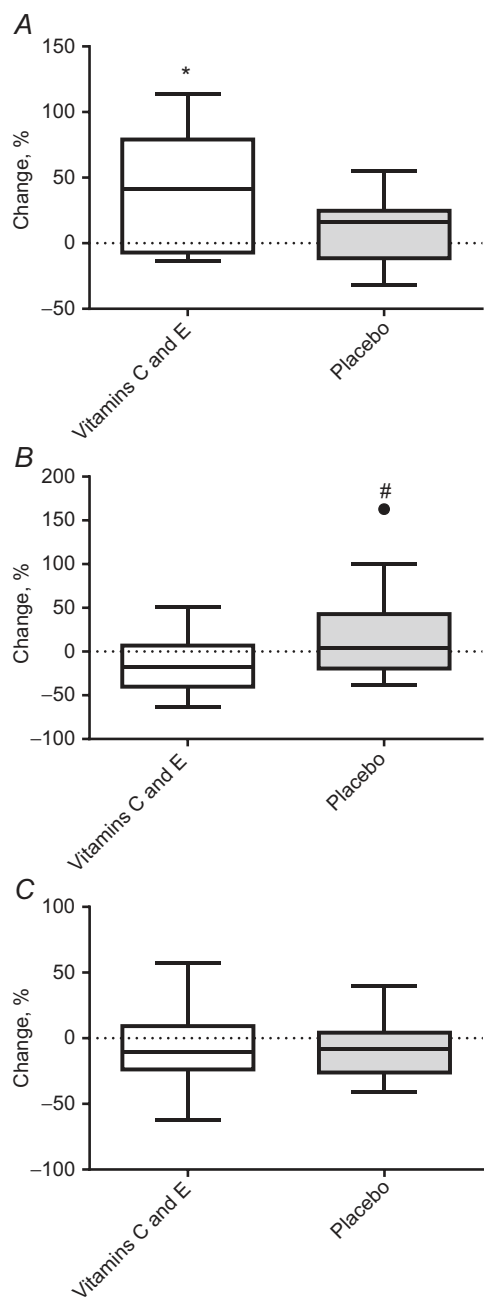 A
150
100
50
0
–50
Change, %
*
Vitamins C and E
Placebo
B
200
150
100
50
0
–50
–100
Change, %
#
Vitamins C and E
Placebo
C
100
50
0
–50
–100
Change, %
Vitamins C and E
Placebo